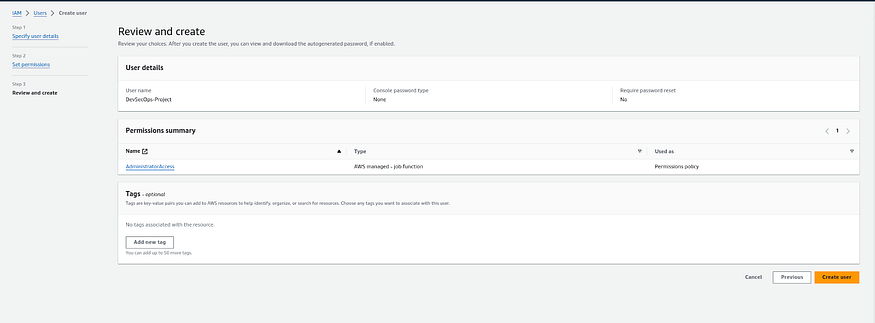 IAM > Users > Create user
Step 1
Specify user details
Step 2
Set permissions
Step 3
Review and create
Review and create
Review your choices. After you create the user, you can view and download the autogenerated password, if enabled.
User details
User name
DevSecOps-Project
Console password type
None
Require password reset
No
Permissions summary
1
Name
Type
Used as
AdministratorAccess
AWS managed - job function
Permissions policy
Tags - optional
Tags are key-value pairs you can add to AWS resources to help identify, organize, or search for resources. Choose any tags you want to associate with this user.
No tags associated with the resource.
Add new tag
You can add up to 50 more tags.
Cancel
Previous
Create user